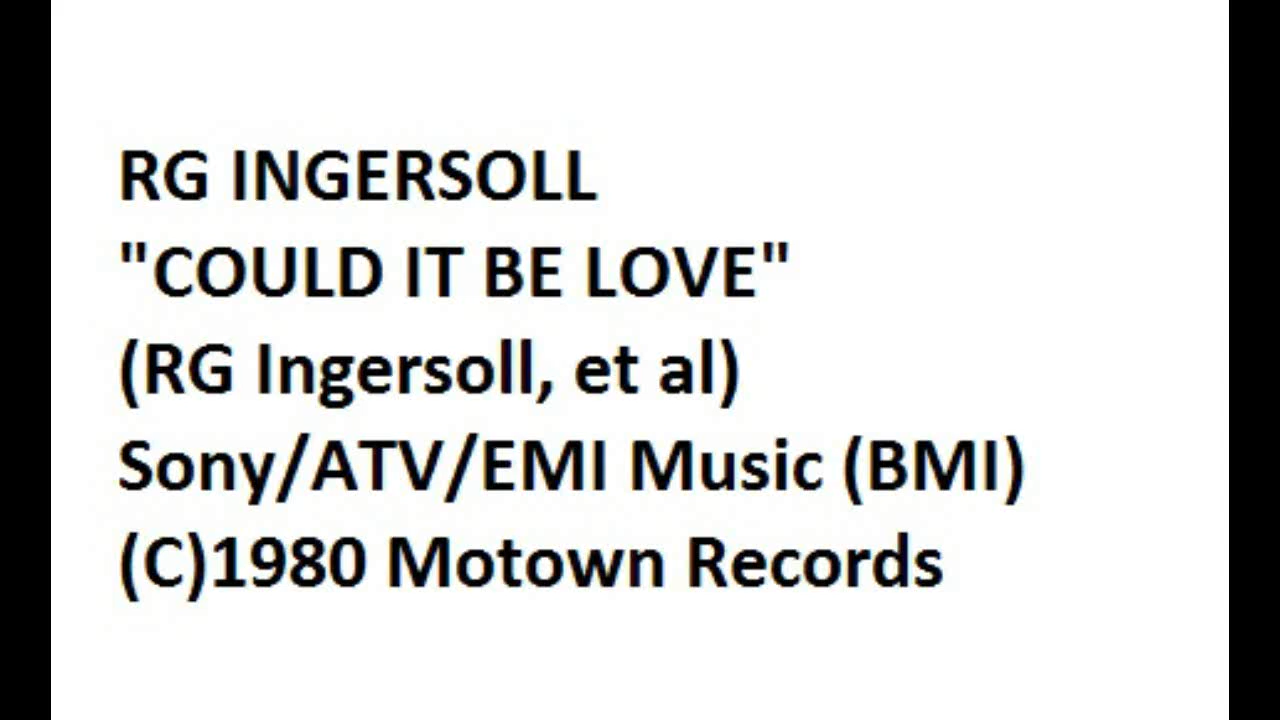 RG INGERSOLL
"COULD IT BE LOVE"
(RG Ingersoll, et al)
Sony/ATV/EMI Music (BMI)
(C)1980 Motown Records